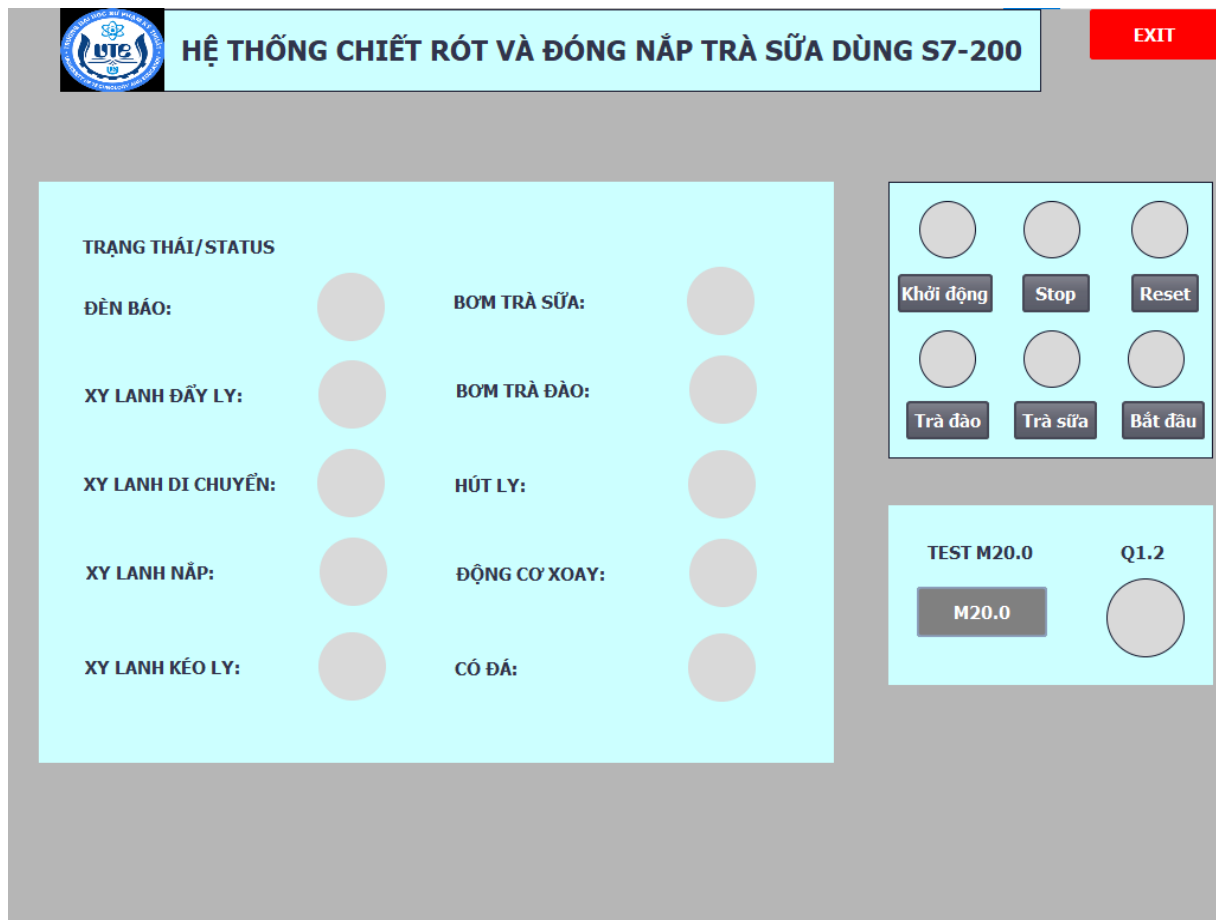 HỆ THỐNG CHIẾT RÓT VÀ ĐÓNG NẮP TRÀ SỮA DÙNG S7-200
EXIT
UTE
TRẠNG THÁI/STATUS
ĐÈN BÁO:
BƠM TRÀ SỮA:
XY LANH ĐẨY LY:
BƠM TRÀ ĐÀO:
XY LANH DI CHUYỂN:
HÚT LY:
XY LANH NẮP:
ĐỘNG CƠ XOAY:
XY LANH KÉO LY:
CÓ ĐÁ:
Khởi động
Stop
Reset
Trà đào
Trà sữa
Bắt đâu
TEST M20.0
Q1.2
M20.0